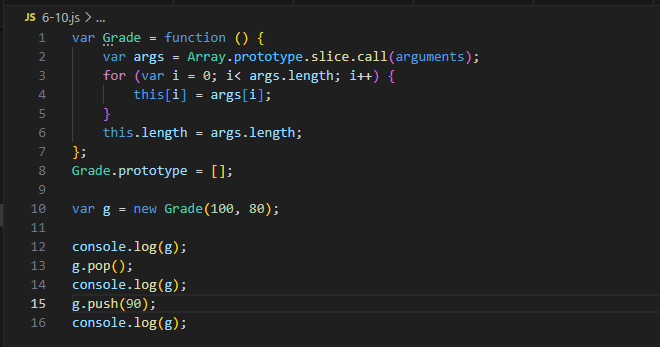 JS 6-10.js > ...
1 var Grade = function () {
2     var args = Array.prototype.slice.call(arguments);
3     for (var i = 0; i< args.length; i++) {
4         this[i] = args[i];
5     }
6     this.length = args.length;
7 };
8 Grade.prototype = [];
9
10 var g = new Grade(100, 80);
11
12 console.log(g);
13 g.pop();
14 console.log(g);
15 g.push(90);
16 console.log(g);